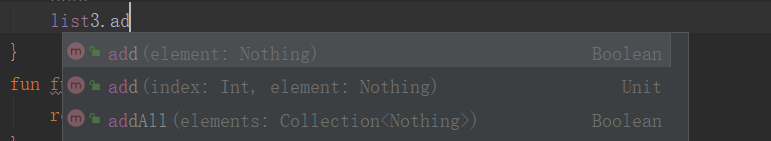 list3.ad
add(element: Nothing) Boolean
}
add(index: Int, element: Nothing) Unit
fun f
addAll(elements: Collection<Nothing>) Boolean